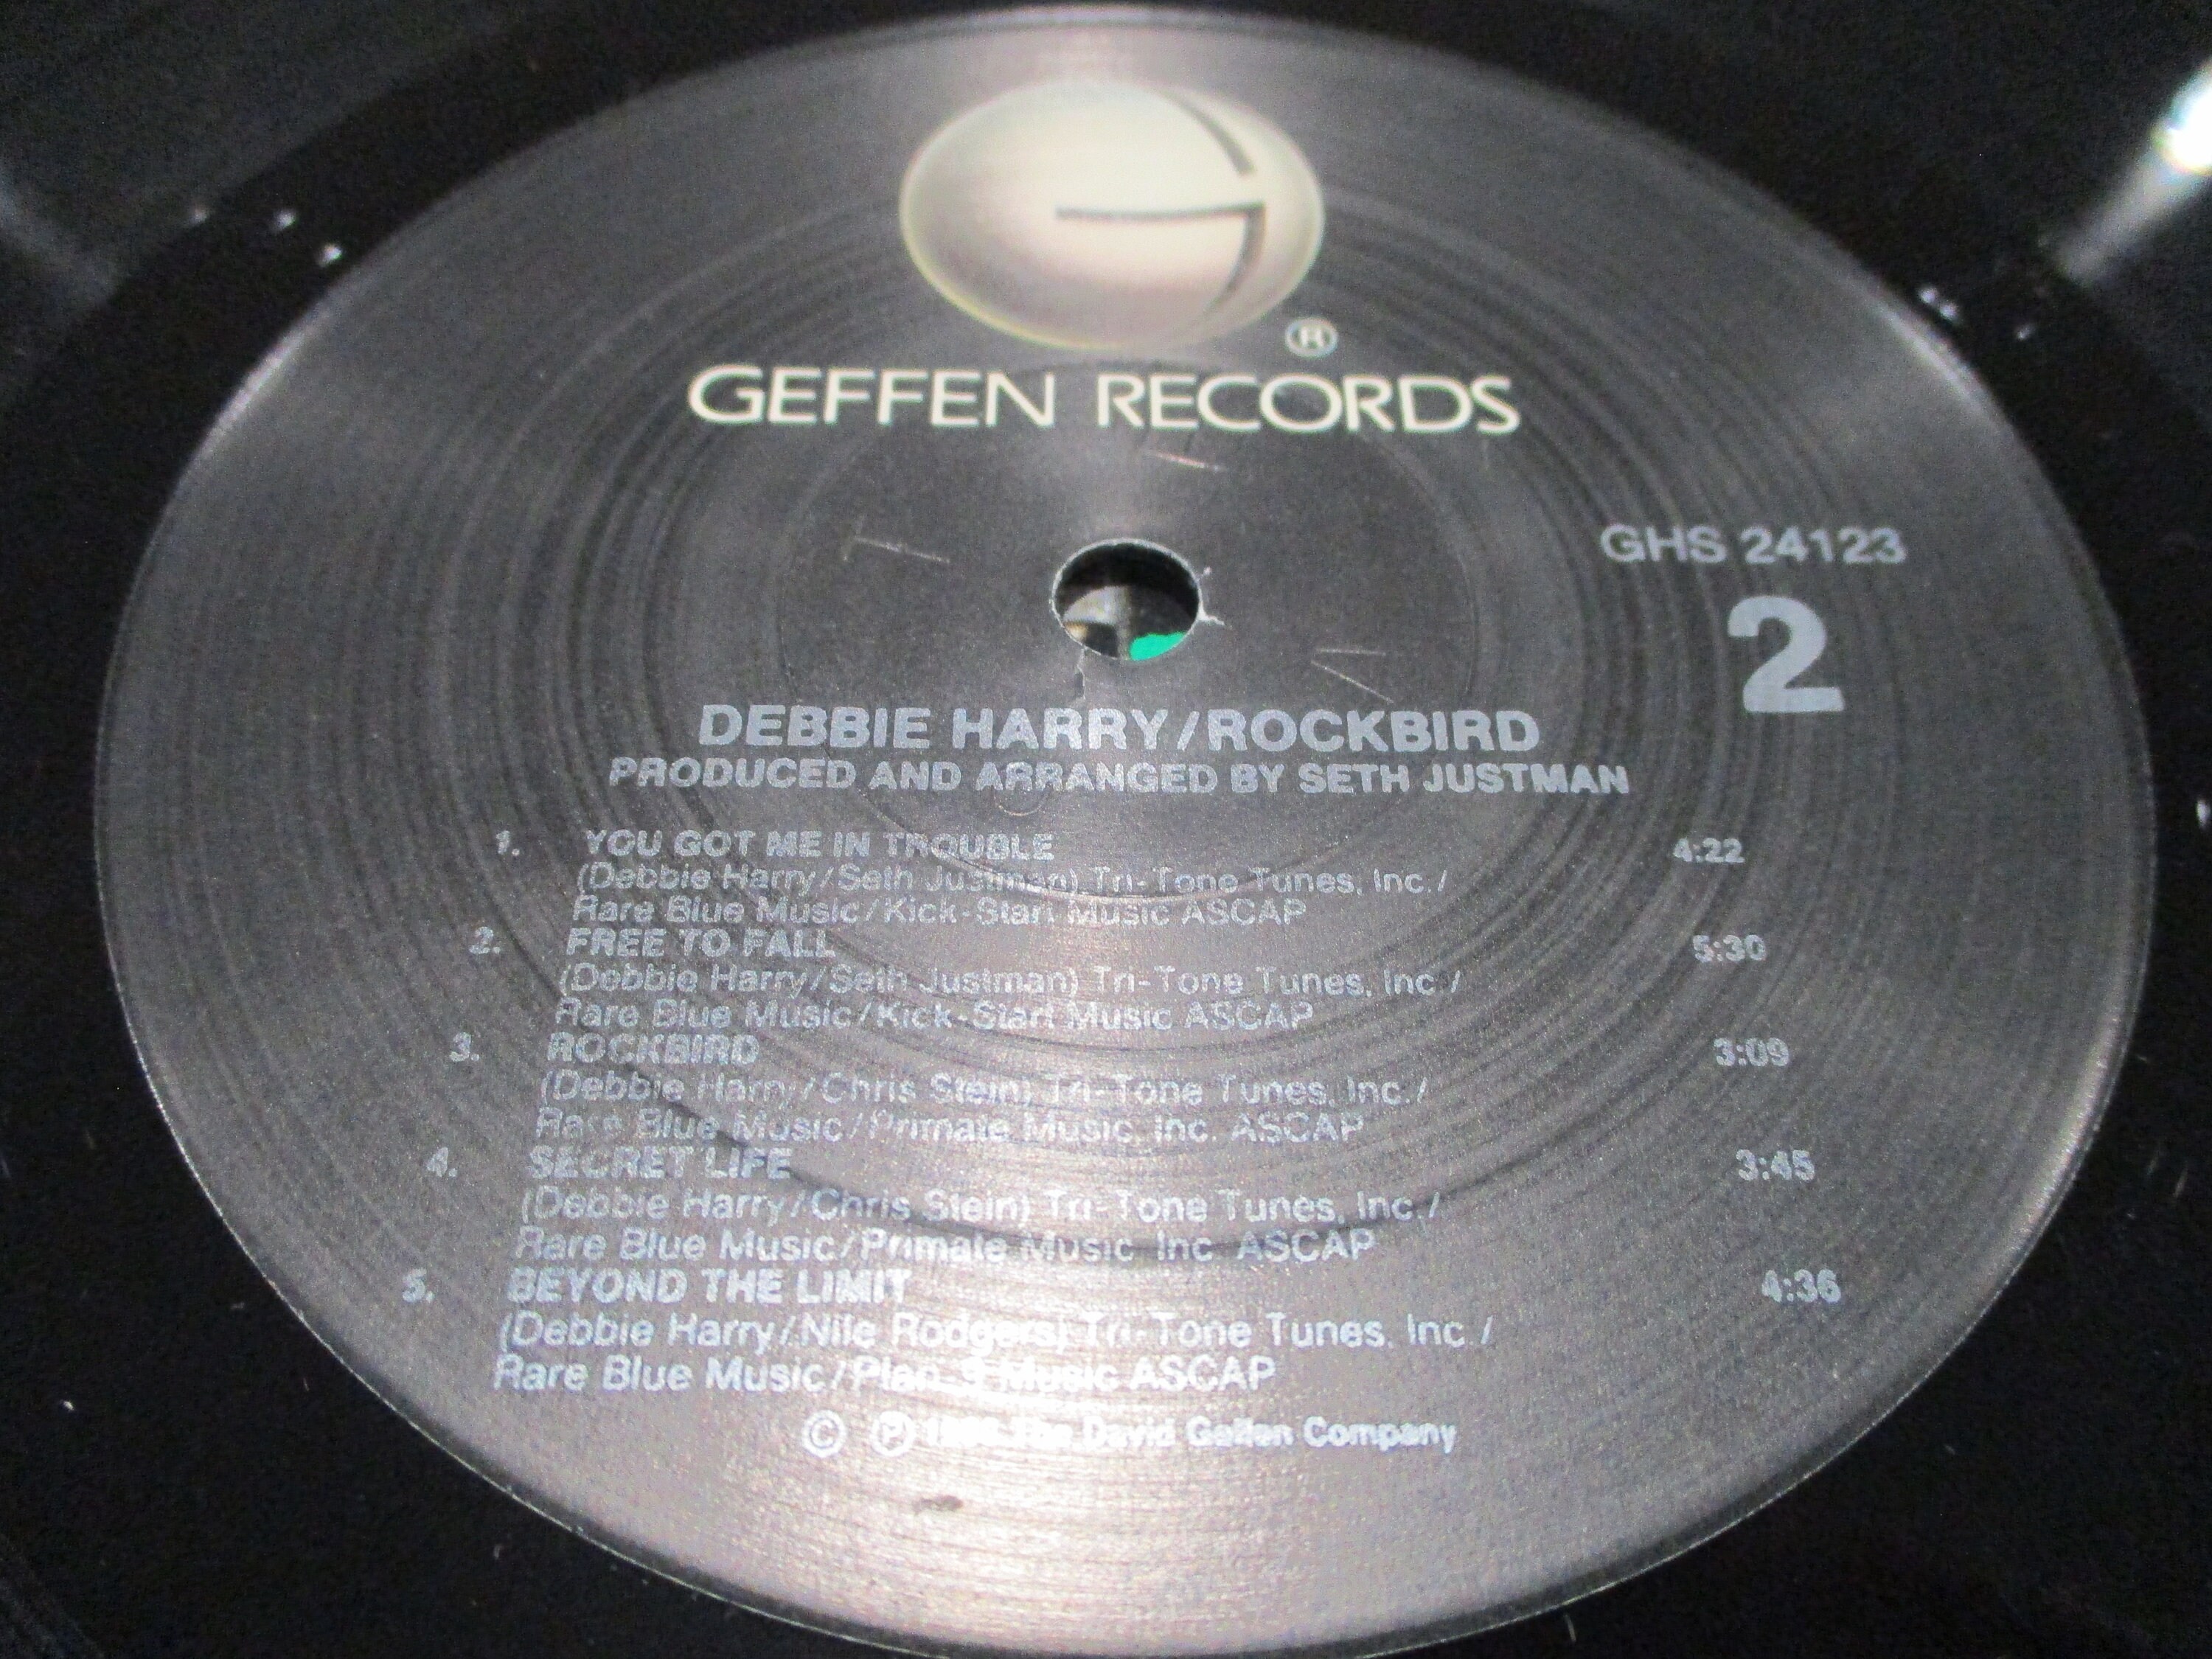 ®
GEFFEN RECORDS
GHS 24123
2
DEBBIE HARRY/ROCKBIRD
PRODUCED AND ARRANGED BY SETH JUSTMAN
1. YOU GOT ME IN TROUBLE 4:22
(Debbie Harry/Seth Justman) Tri-Tone Tunes, Inc./
Rare Blue Music/Kick-Start Music ASCAP
2. FREE TO FALL 5:30
(Debbie Harry/Seth Justman) Tri-Tone Tunes, Inc./
Rare Blue Music/Kick-Start Music ASCAP
3. ROCKBIRD 3:09
(Debbie Harry/Chris Stein) Tri-Tone Tunes, Inc./
Rare Blue Music/Primate Music, Inc. ASCAP
4. SECRET LIFE 3:45
(Debbie Harry/Chris Stein) Tri-Tone Tunes, Inc./
Rare Blue Music/Primate Music, Inc. ASCAP
5. BEYOND THE LIMIT 4:36
(Debbie Harry/Nile Rodgers) Tri-Tone Tunes, Inc./
Rare Blue Music/Plan 9 Music ASCAP
© ℗ The David Geffen Company